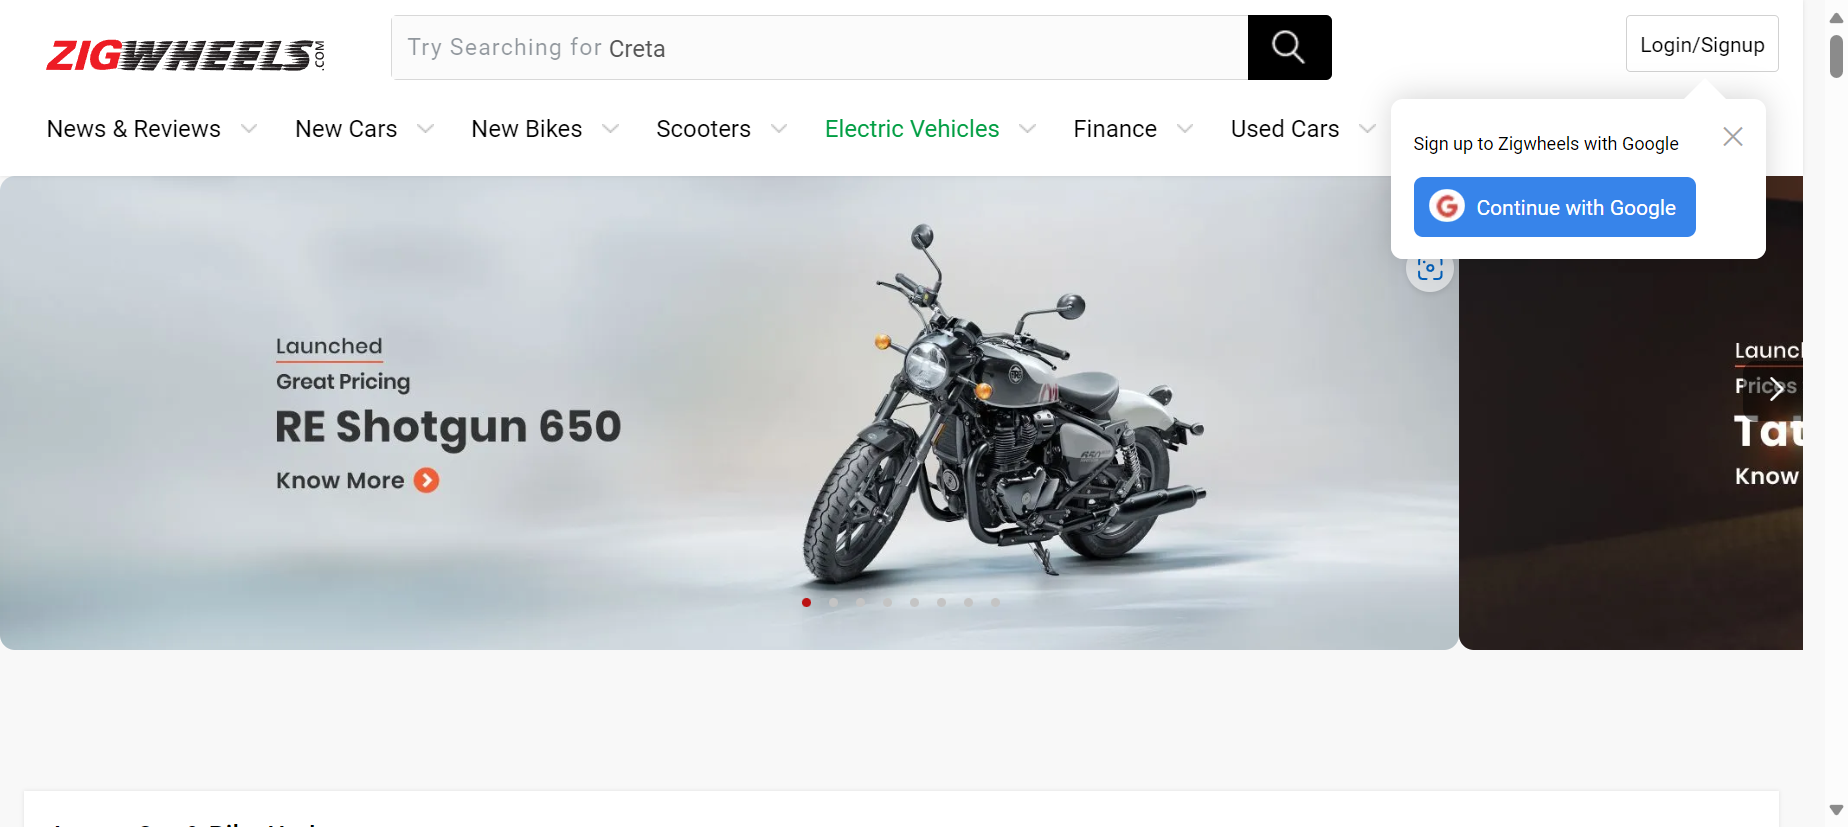 ZIGWHEELS.COM
Try Searching for Creta
Login/Signup
News & Reviews
New Cars
New Bikes
Scooters
Electric Vehicles
Finance
Used Cars
Sign up to Zigwheels with Google
G Continue with Google
Launched
Great Pricing
RE Shotgun 650
Know More
Launch
Prices
Tat
Know